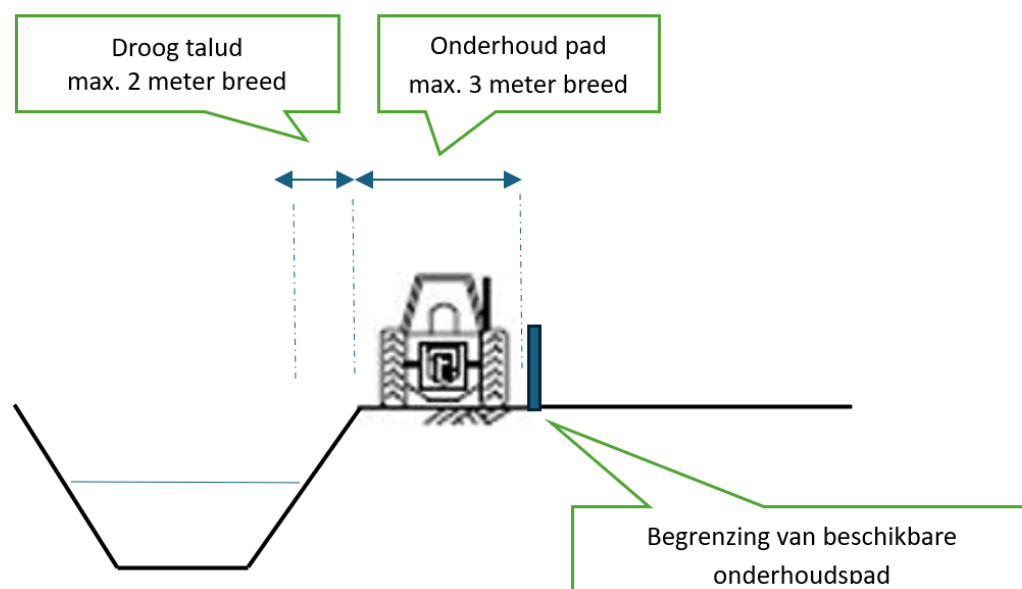 Droog talud
max. 2 meter breed
Onderhoud pad
max. 3 meter breed
Begrenzing van beschikbare
onderhoudspad